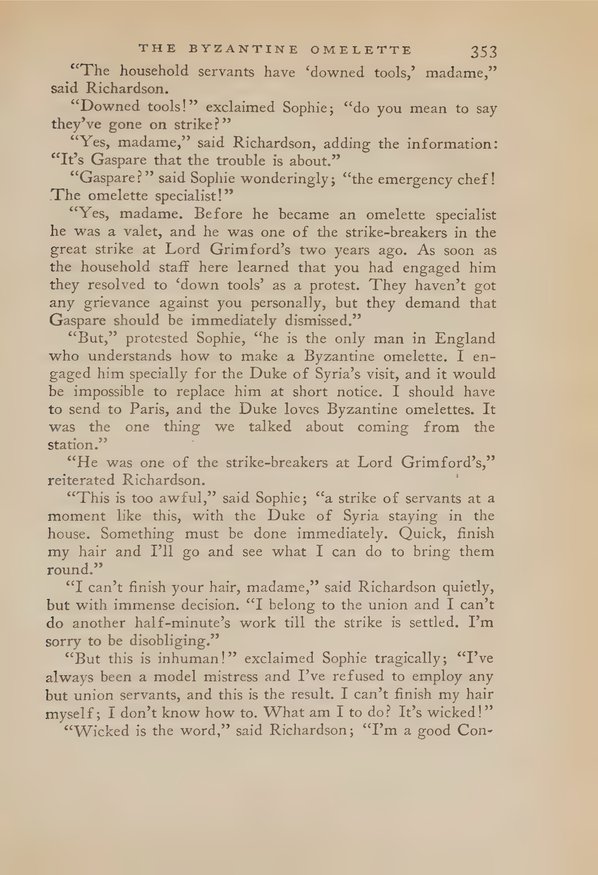 THE BYZANTINE OMELETTE 353
“The household servants have ‘downed tools,’ madame,”
said Richardson.
“Downed tools!” exclaimed Sophie; “do you mean to say
they’ve gone on strike?”
“Yes, madame,” said Richardson, adding the information:
“It’s Gaspare that the trouble is about.”
“Gaspare?” said Sophie wonderingly; “the emergency chef!
The omelette specialist!”
“Yes, madame. Before he became an omelette specialist
he was a valet, and he was one of the strike-breakers in the
great strike at Lord Grimford’s two years ago. As soon as
the household staff here learned that you had engaged him
they resolved to ‘down tools’ as a protest. They haven’t got
any grievance against you personally, but they demand that
Gaspare should be immediately dismissed.”
“But,” protested Sophie, “he is the only man in England
who understands how to make a Byzantine omelette. I en-
gaged him specially for the Duke of Syria’s visit, and it would
be impossible to replace him at short notice. I should have
to send to Paris, and the Duke loves Byzantine omelettes. It
was the one thing we talked about coming from the
station.”
“He was one of the strike-breakers at Lord Grimford’s,”
reiterated Richardson.
“This is too awful,” said Sophie; “a strike of servants at a
moment like this, with the Duke of Syria staying in the
house. Something must be done immediately. Quick, finish
my hair and I’ll go and see what I can do to bring them
round.”
“I can’t finish your hair, madame,” said Richardson quietly,
but with immense decision. “I belong to the union and I can’t
do another half-minute’s work till the strike is settled. I’m
sorry to be disobliging.”
“But this is inhuman!” exclaimed Sophie tragically; “I’ve
always been a model mistress and I’ve refused to employ any
but union servants, and this is the result. I can’t finish my hair
myself; I don’t know how to. What am I to do? It’s wicked!”
“Wicked is the word,” said Richardson; “I’m a good Con-